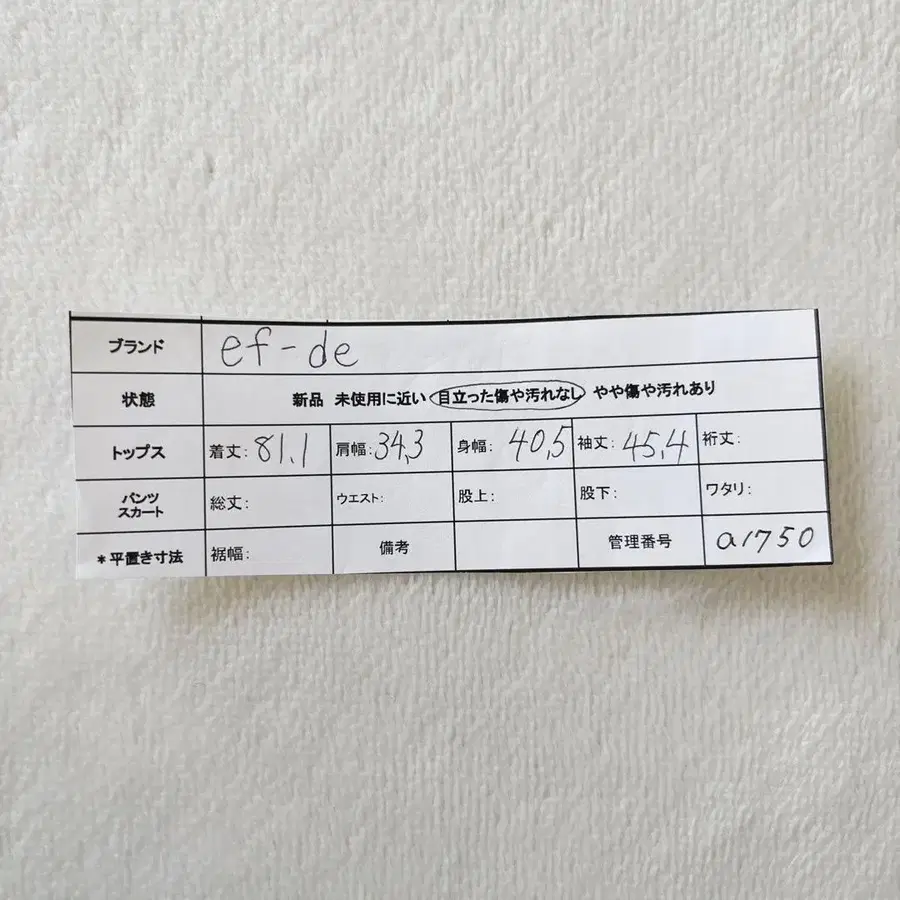 ブランド ef-de
状態 新品 未使用に近い 目立った傷や汚れなし やや傷や汚れあり
トップス 着丈: 81.1 肩幅: 34,3 身幅: 40,5 袖丈: 45,4 裄丈:
パンツ
スカート 総丈: ウエスト: 股上: 股下: ワタリ:
*平置き寸法 裾幅: 備考 管理番号 a1750